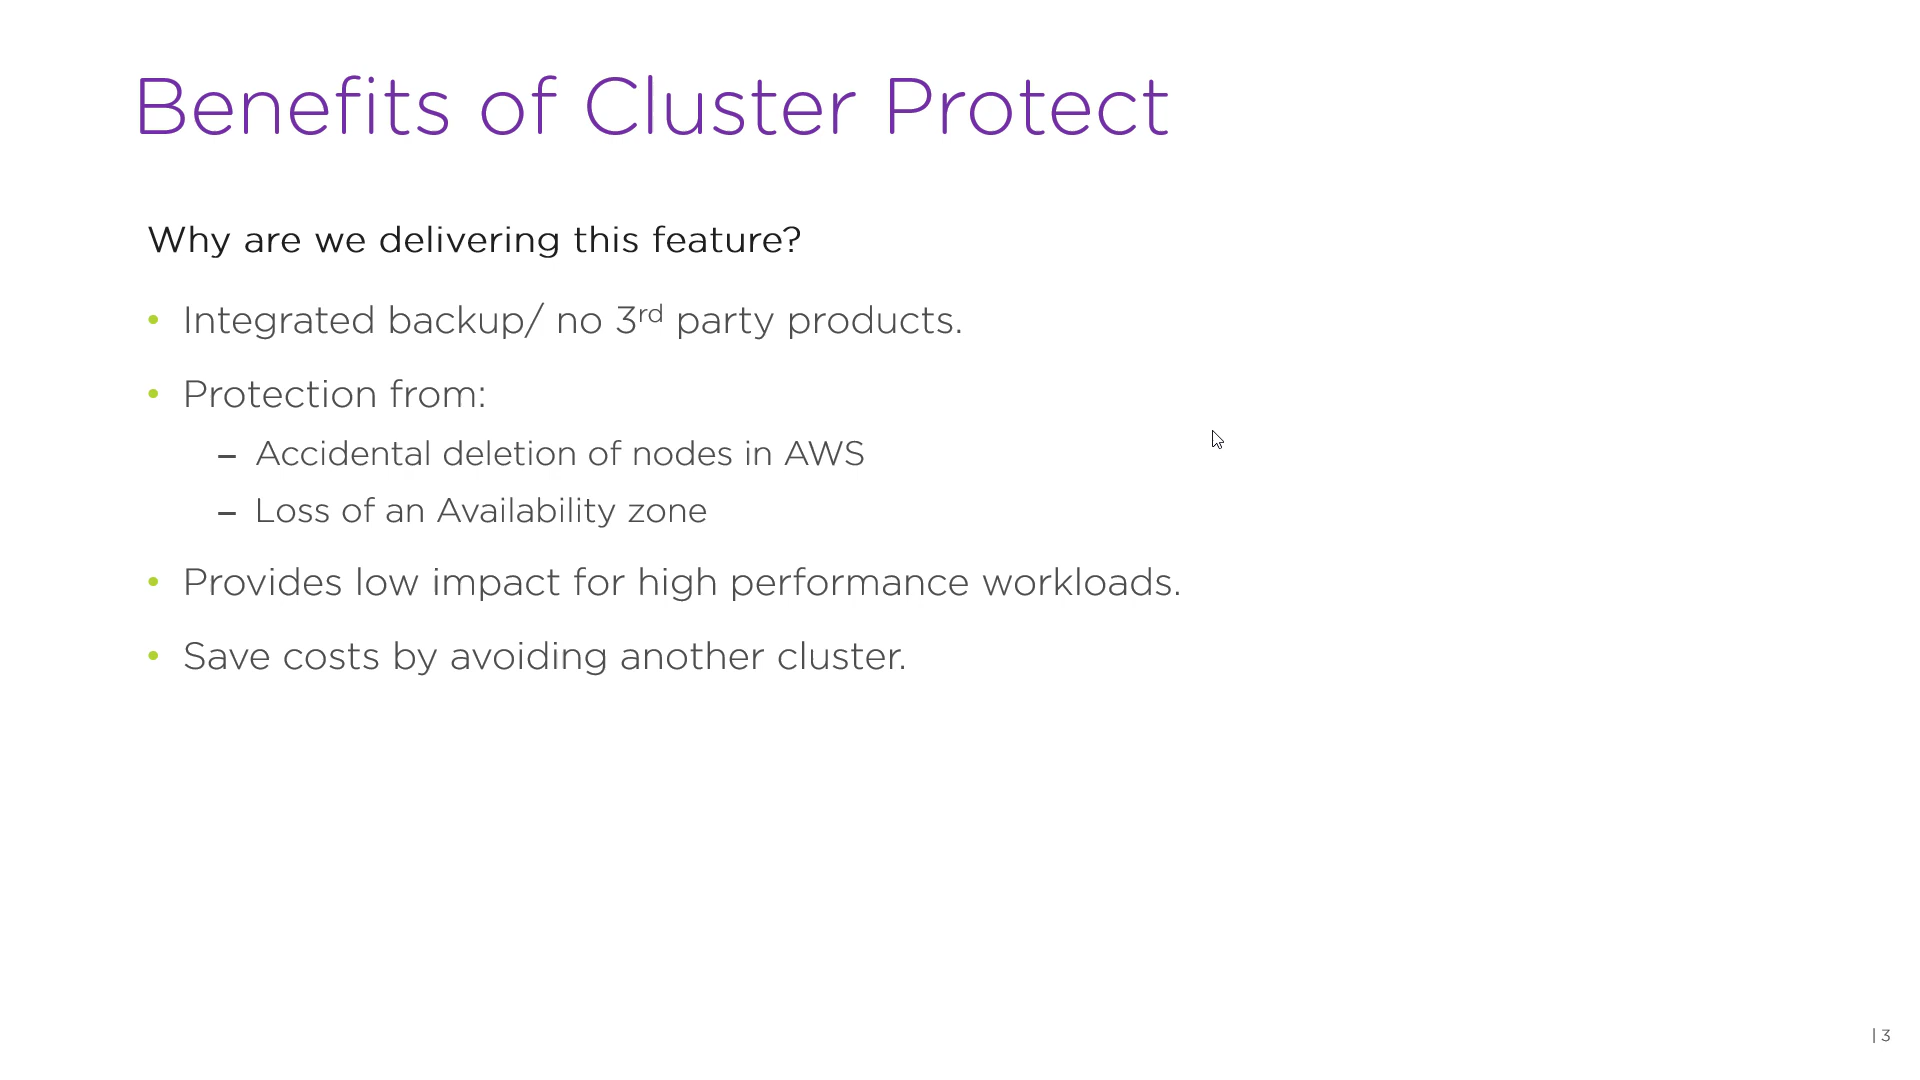 Benefits of Cluster Protect
Why are we delivering this feature?
• Integrated backup/ no 3rd party products.
• Protection from:
– Accidental deletion of nodes in AWS
– Loss of an Availability zone
• Provides low impact for high performance workloads.
• Save costs by avoiding another cluster.
| 3